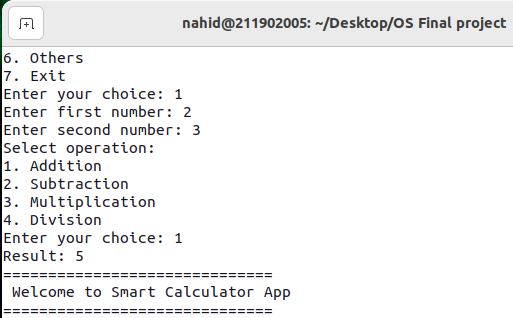 nahid@211902005: ~/Desktop/OS Final project
6. Others
7. Exit
Enter your choice: 1
Enter first number: 2
Enter second number: 3
Select operation:
1. Addition
2. Subtraction
3. Multiplication
4. Division
Enter your choice: 1
Result: 5
==============================
 Welcome to Smart Calculator App
==============================